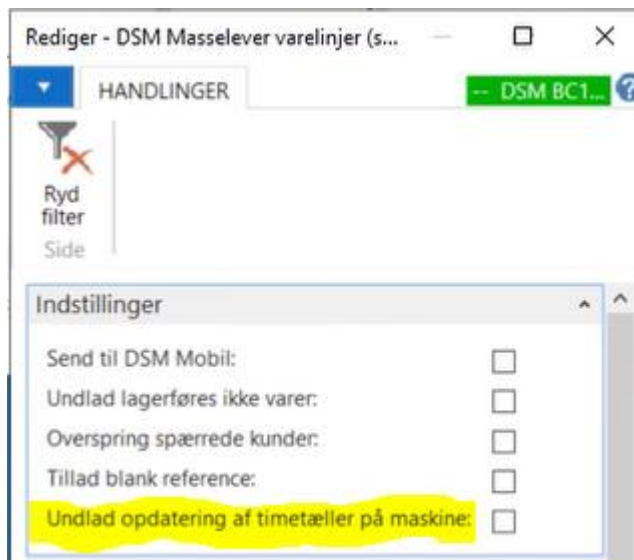 Rediger - DSM Masselever varelinjer (s...
HANDLINGER
-- DSM BC1...
?
Ryd
filter
Side
Indstillinger
Send til DSM Mobil:
Undlad lagerføres ikke varer:
Overspring spærrede kunder:
Tillad blank reference:
Undlad opdatering af timetæller på maskine: